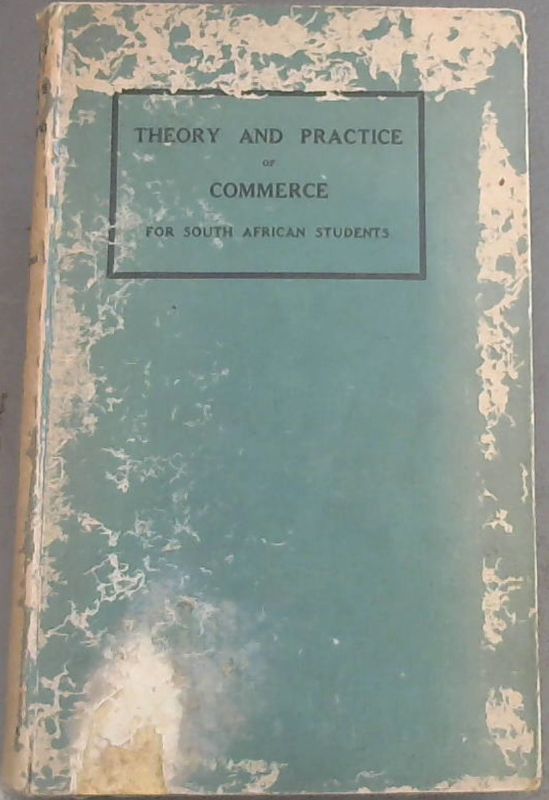 THEORY AND PRACTICE
OF
COMMERCE
FOR SOUTH AFRICAN STUDENTS